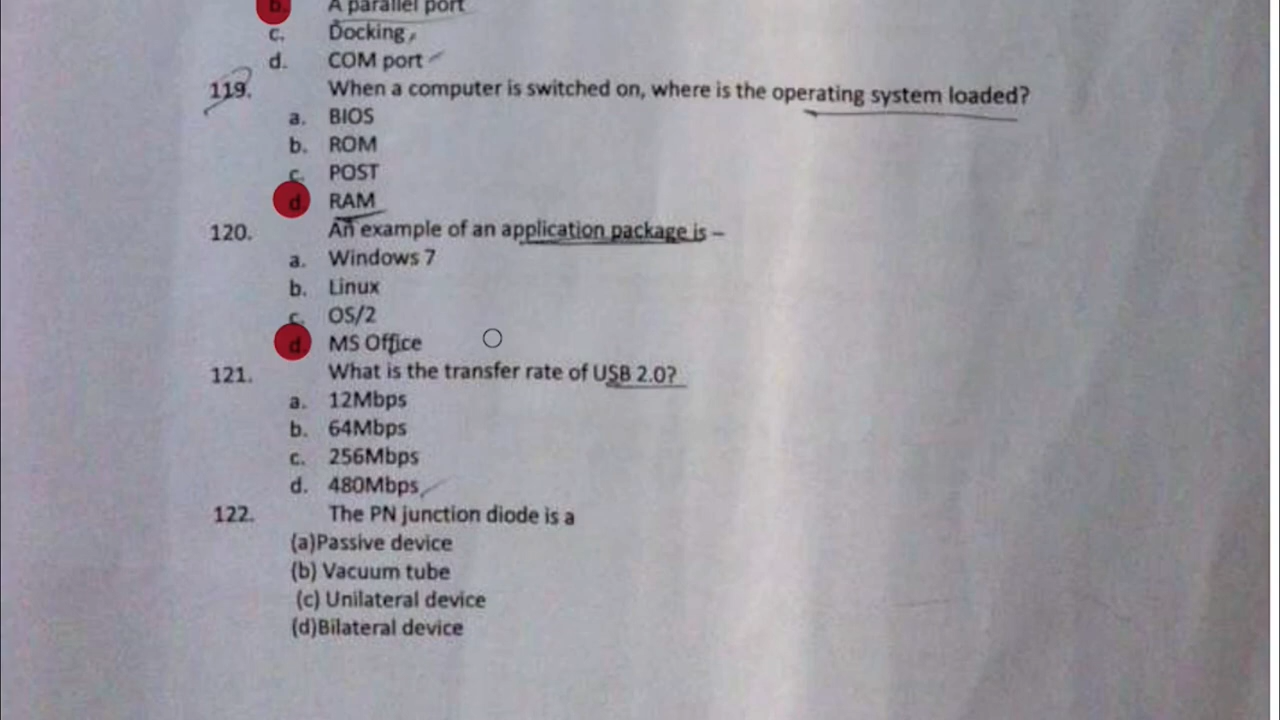 b. A parallel port
c. Docking
d. COM port
119. When a computer is switched on, where is the operating system loaded?
a. BIOS
b. ROM
c. POST
d. RAM
120. An example of an application package is –
a. Windows 7
b. Linux
c. OS/2
d. MS Office
121. What is the transfer rate of USB 2.0?
a. 12Mbps
b. 64Mbps
c. 256Mbps
d. 480Mbps
122. The PN junction diode is a
(a)Passive device
(b) Vacuum tube
(c) Unilateral device
(d)Bilateral device